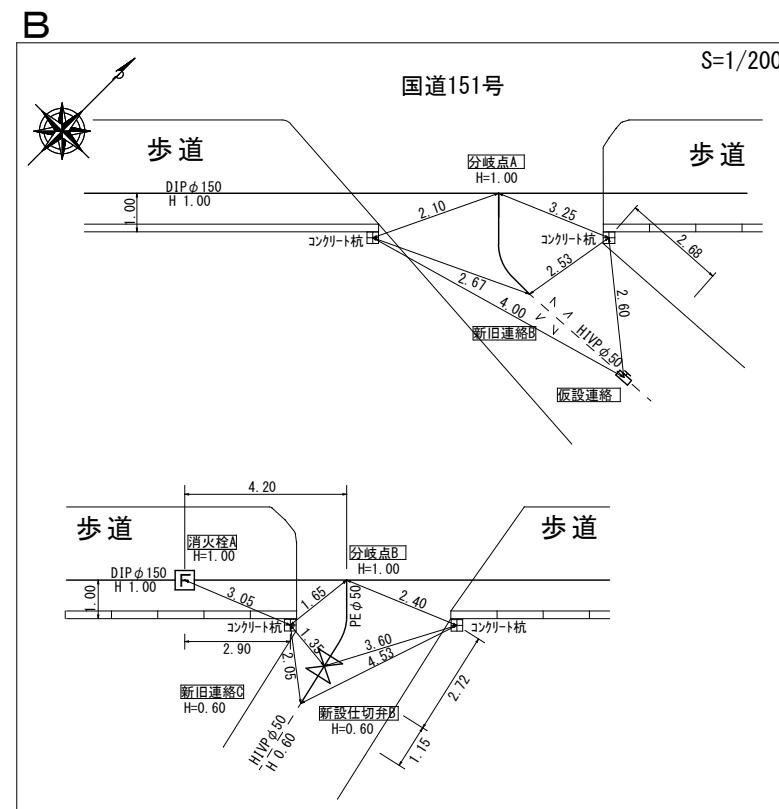 B
S=1/200
国道151号
歩道
歩道
分岐点A
H=1.00
DIPφ150
H 1.00
1.00
2.10
3.25
コンクリート杭
コンクリート杭
2.68
2.67
2.53
4.00
2.60
HIVPφ50
新旧連絡B
仮設連絡
4.20
歩道
歩道
消火栓A
H=1.00
分岐点B
H=1.00
DIPφ150
H 1.00
F
1.00
3.05
1.65
PEφ50
2.40
コンクリート杭
コンクリート杭
1.35
3.60
2.90
2.05
4.53
2.72
新旧連絡C
H=0.60
新設仕切弁B
H=0.60
HIVPφ50
H 0.60
1.15